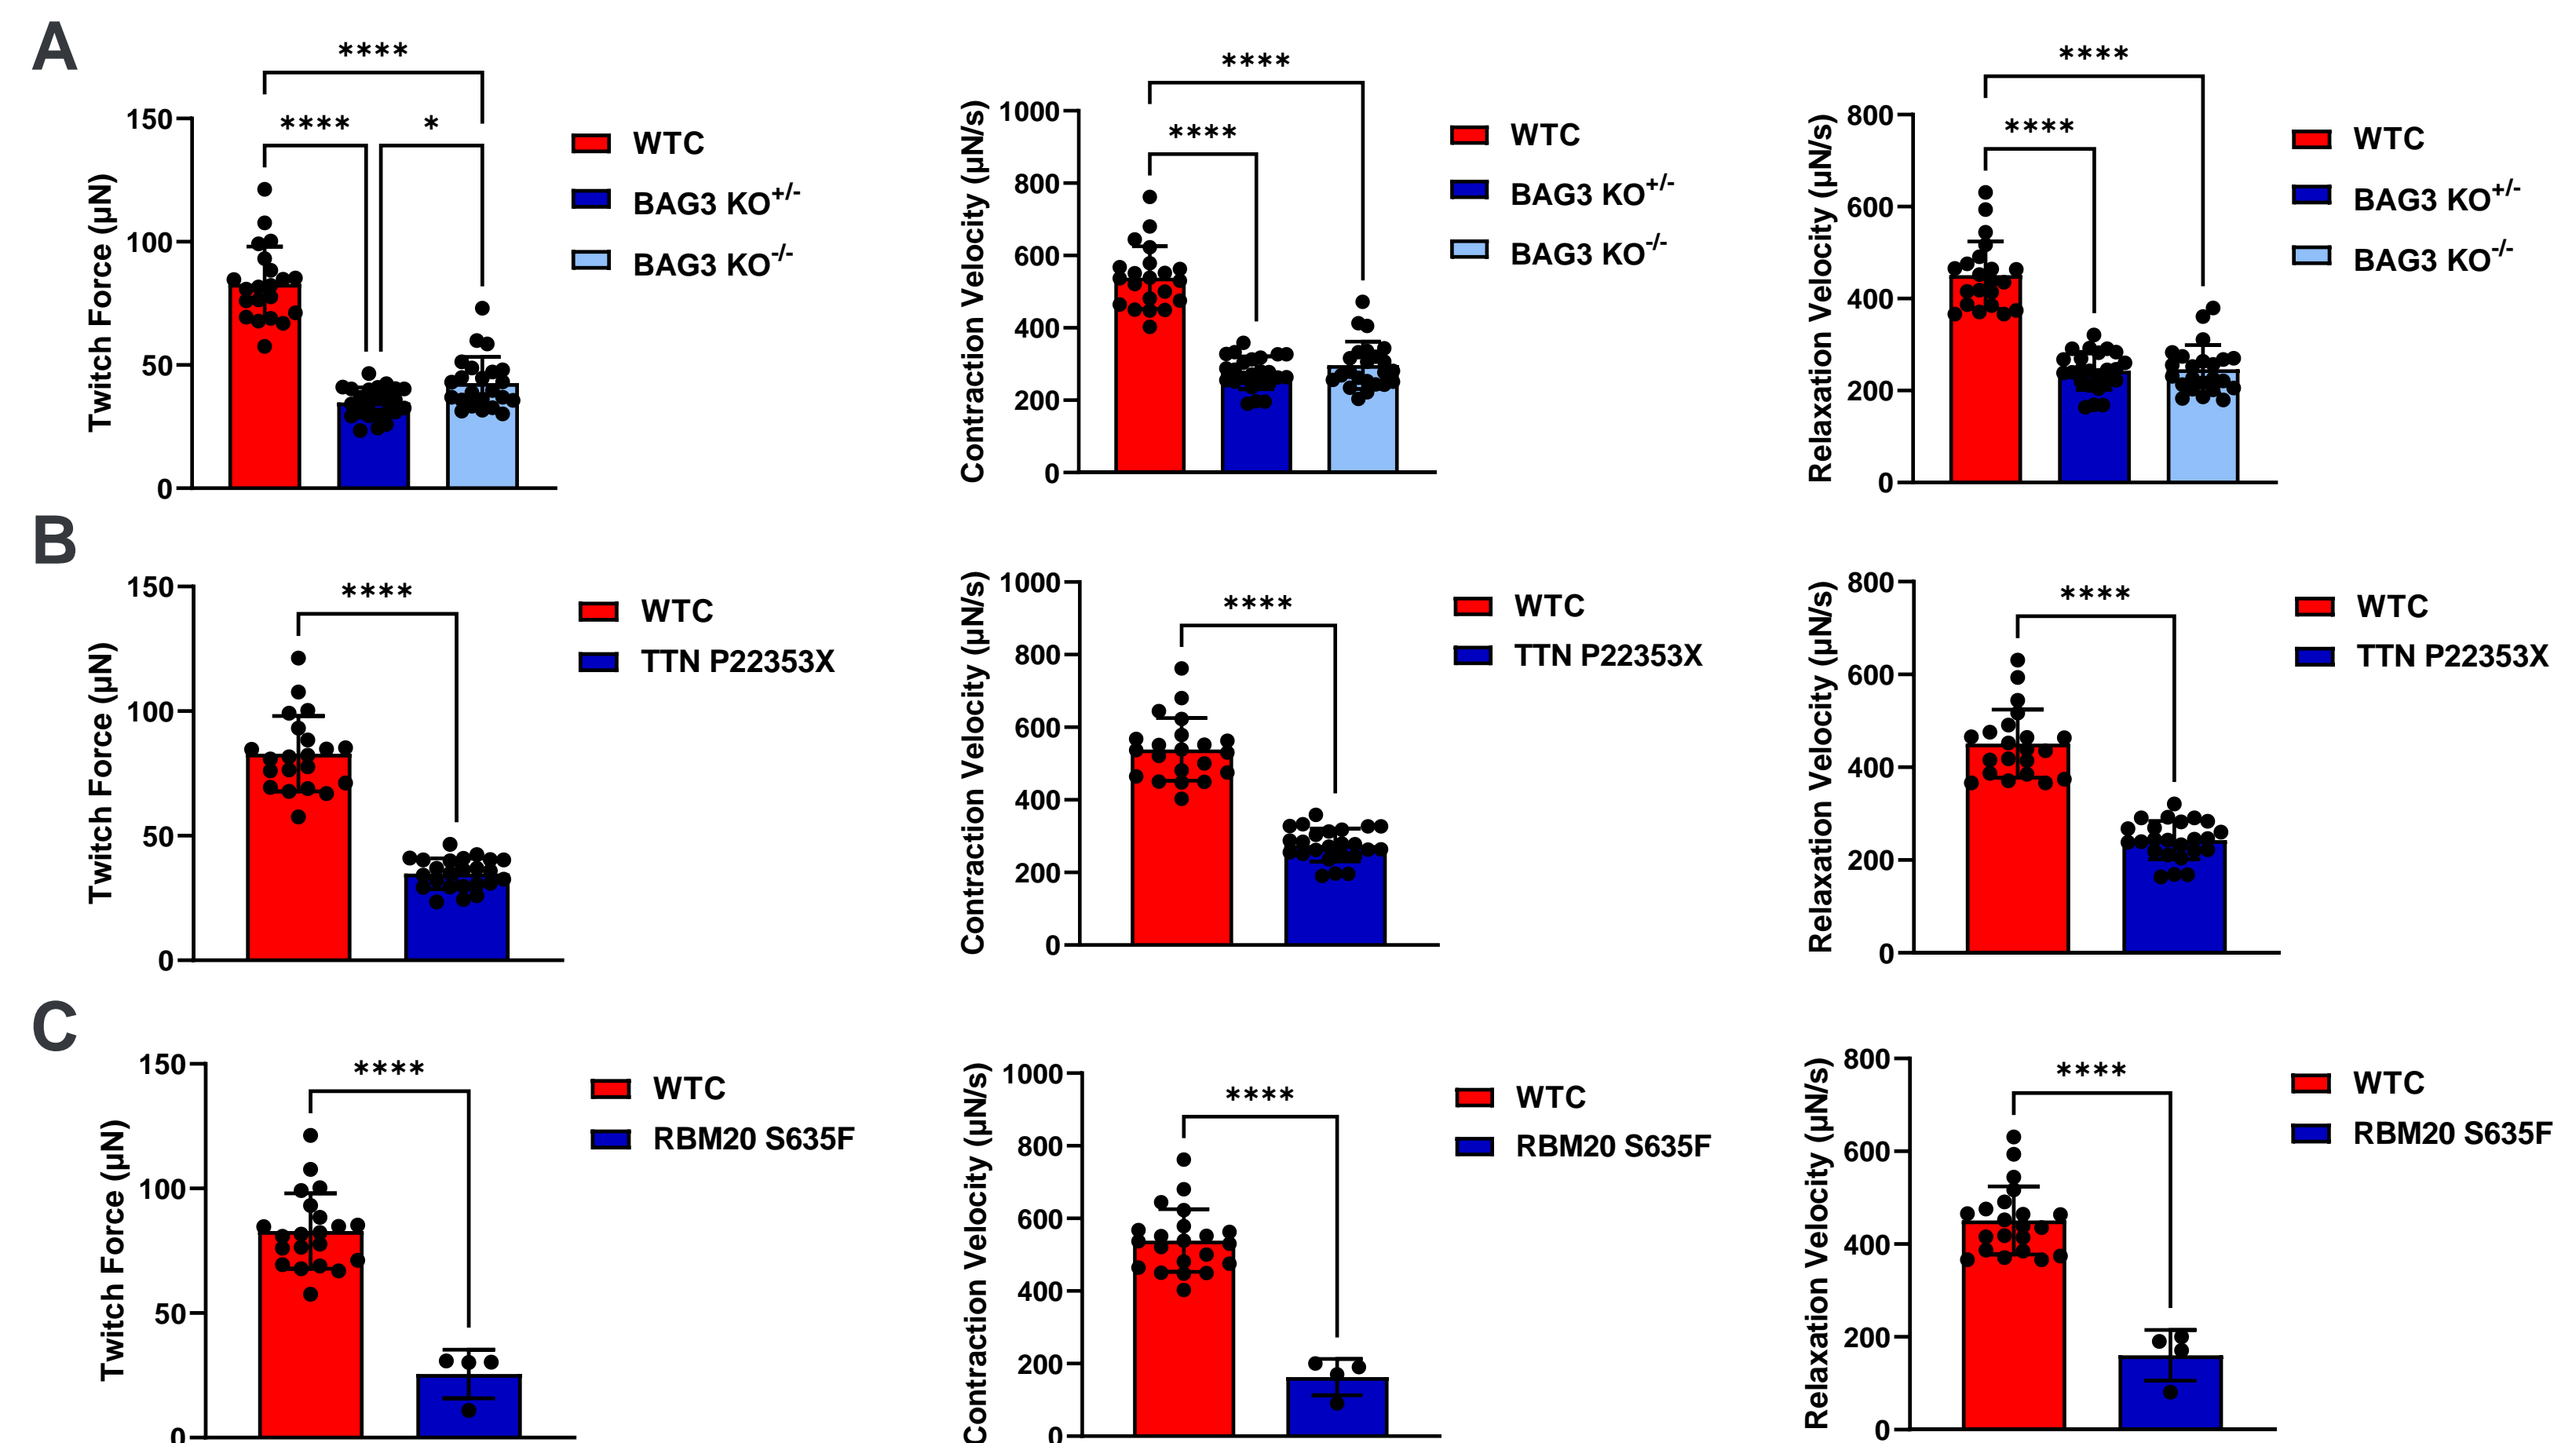 A
****
**** *
150
100
50
0
Twitch Force (µN)
WTC
BAG3 KO+/-
BAG3 KO-/-
****
****
1000
800
600
400
200
0
Contraction Velocity (µN/s)
WTC
BAG3 KO+/-
BAG3 KO-/-
****
****
800
600
400
200
0
Relaxation Velocity (µN/s)
WTC
BAG3 KO+/-
BAG3 KO-/-
B
****
150
100
50
0
Twitch Force (µN)
WTC
TTN P22353X
****
1000
800
600
400
200
0
Contraction Velocity (µN/s)
WTC
TTN P22353X
****
800
600
400
200
0
Relaxation Velocity (µN/s)
WTC
TTN P22353X
C
****
150
100
50
0
Twitch Force (µN)
WTC
RBM20 S635F
****
1000
800
600
400
200
0
Contraction Velocity (µN/s)
WTC
RBM20 S635F
****
800
600
400
200
0
Relaxation Velocity (µN/s)
WTC
RBM20 S635F